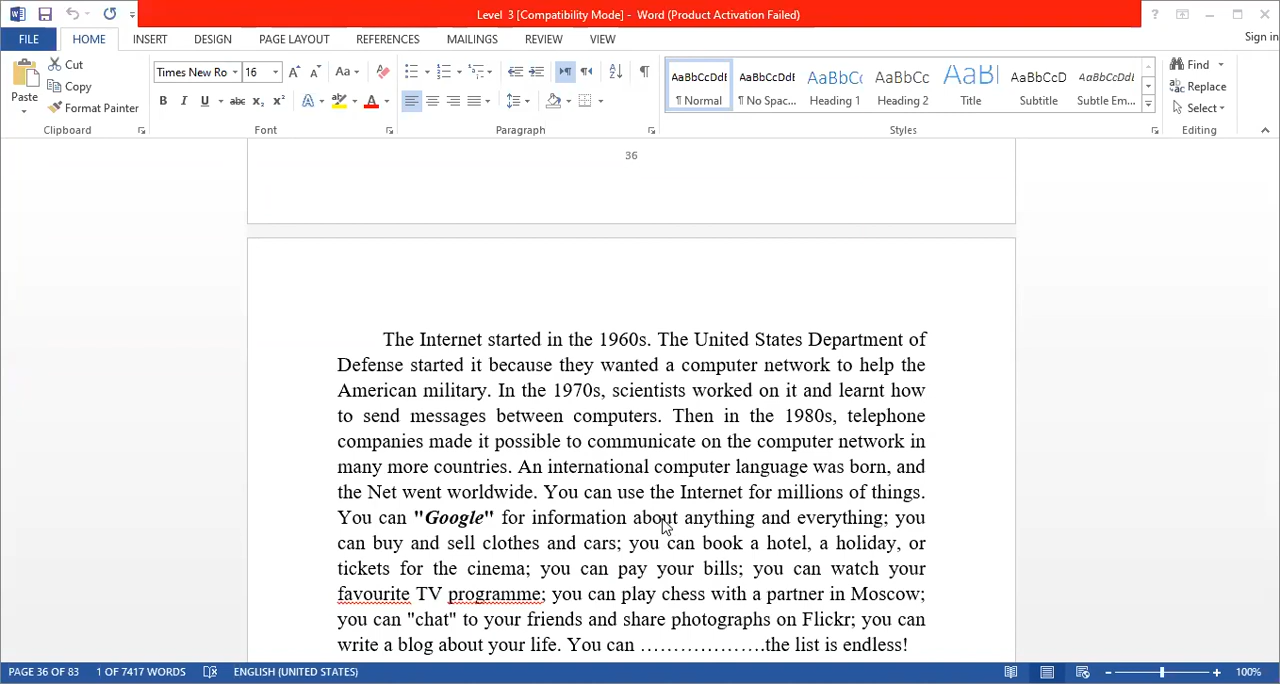 Level 3 [Compatibility Mode] - Word (Product Activation Failed)
FILE HOME INSERT DESIGN PAGE LAYOUT REFERENCES MAILINGS REVIEW VIEW Sign in
Paste Cut Copy Format Painter
Times New Ro 16
AaBbCcDdI AaBbCcDdI AaBbCc AaBbCc AaBl AaBbCcD AaBbCcDdI
¶ Normal ¶ No Spac... Heading 1 Heading 2 Title Subtitle Subtle Em...
Find Replace Select
Clipboard Font Paragraph Styles Editing
36
The Internet started in the 1960s. The United States Department of
Defense started it because they wanted a computer network to help the
American military. In the 1970s, scientists worked on it and learnt how
to send messages between computers. Then in the 1980s, telephone
companies made it possible to communicate on the computer network in
many more countries. An international computer language was born, and
the Net went worldwide. You can use the Internet for millions of things.
You can "Google" for information about anything and everything; you
can buy and sell clothes and cars; you can book a hotel, a holiday, or
tickets for the cinema; you can pay your bills; you can watch your
favourite TV programme; you can play chess with a partner in Moscow;
you can "chat" to your friends and share photographs on Flickr; you can
write a blog about your life. You can ……………….the list is endless!
PAGE 36 OF 83 1 OF 7417 WORDS ENGLISH (UNITED STATES) 100%